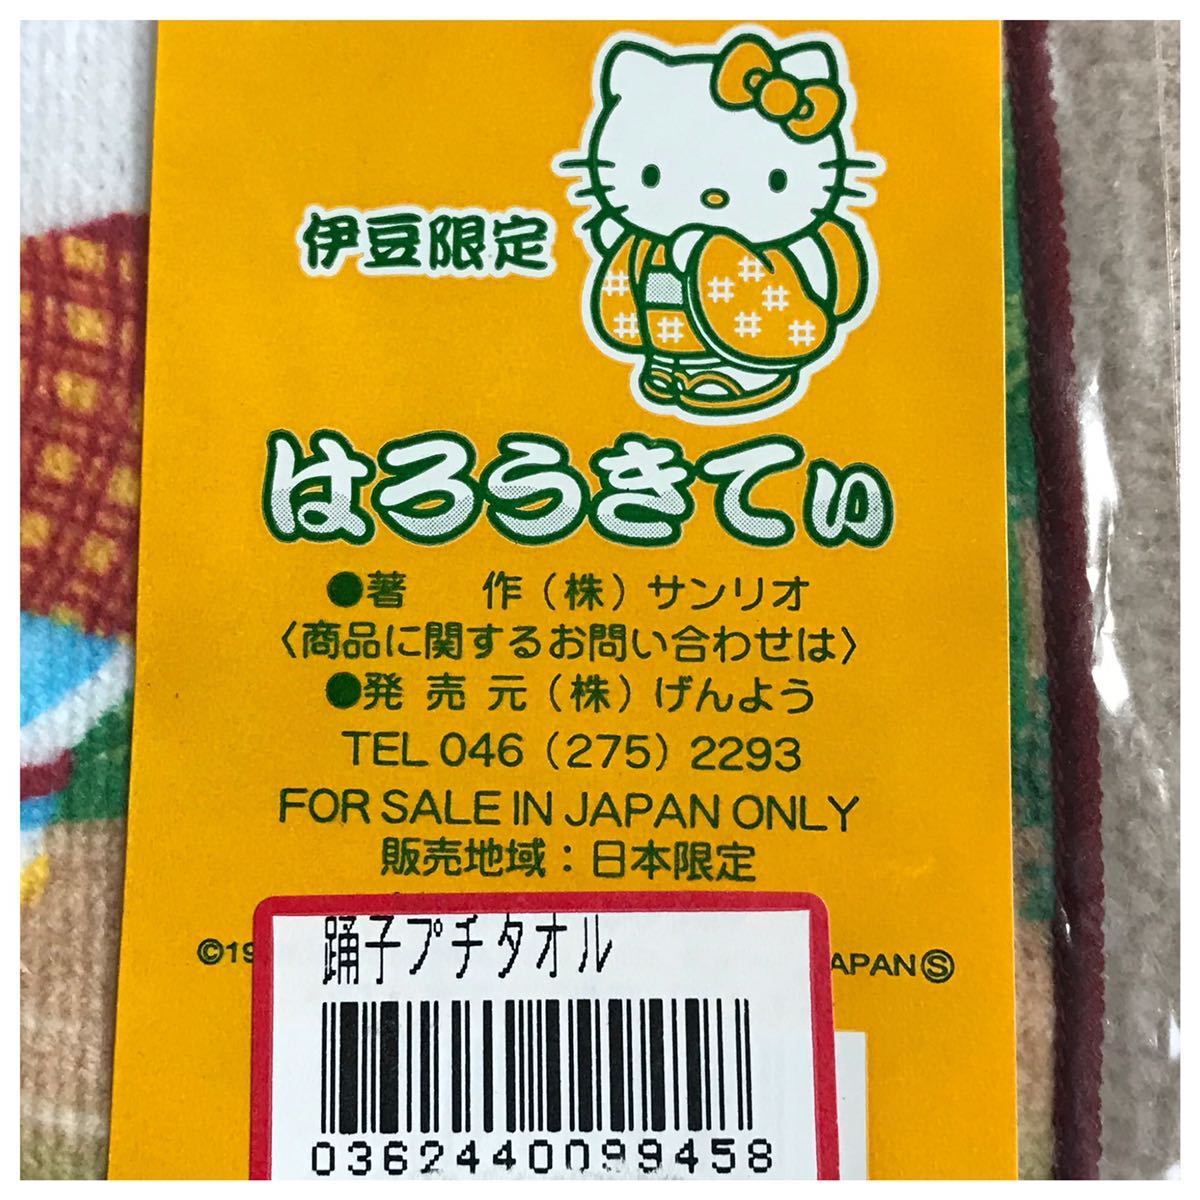 伊豆限定
はろうきてぃ
●著　作(株)サンリオ
〈商品に関するお問い合わせは〉
●発売元(株)げんよう
TEL 046 (275) 2293
FOR SALE IN JAPAN ONLY
販売地域：日本限定
©19 APANⓈ
踊子プチタオル
0362440099458